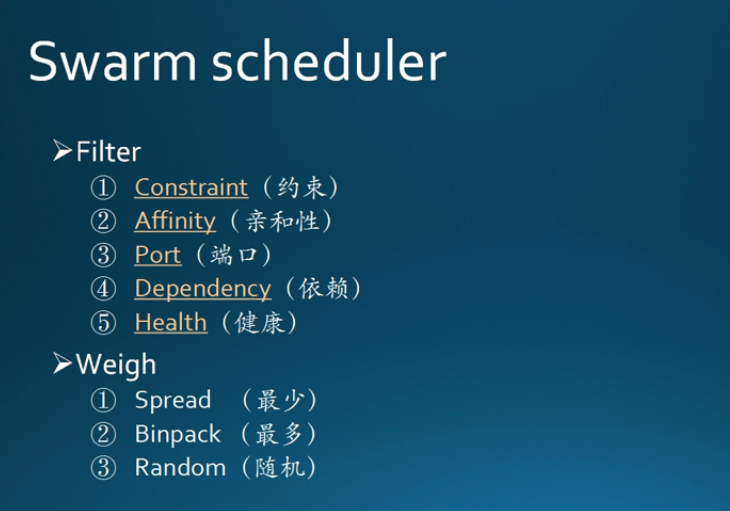 Swarm scheduler
➢Filter
① Constraint（约束）
② Affinity（亲和性）
③ Port（端口）
④ Dependency（依赖）
⑤ Health（健康）
➢Weigh
① Spread （最少）
② Binpack （最多）
③ Random（随机）